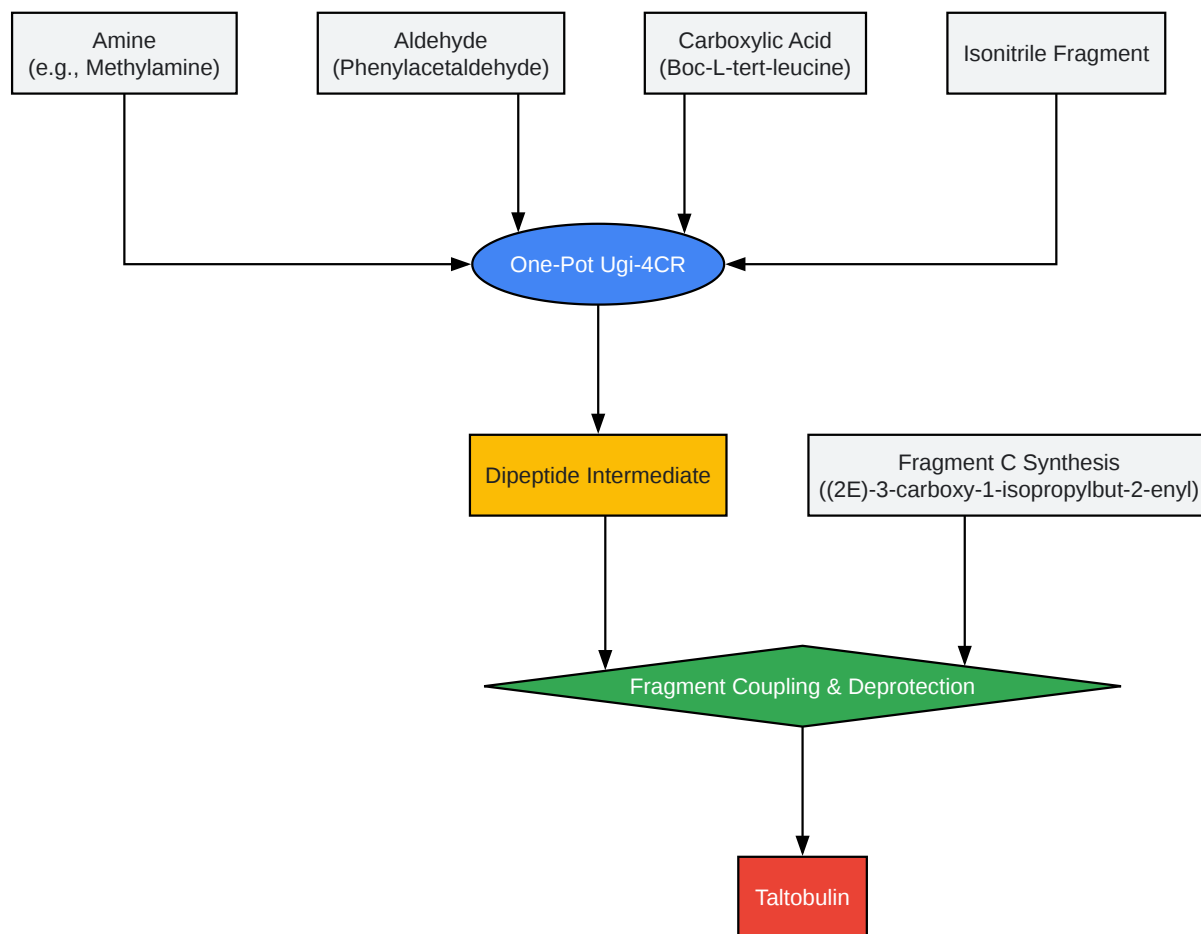 Amine
(e.g., Methylamine)
Aldehyde
(Phenylacetaldehyde)
Carboxylic Acid
(Boc-L-tert-leucine)
Isonitrile Fragment
One-Pot Ugi-4CR
Dipeptide Intermediate
Fragment C Synthesis
((2E)-3-carboxy-1-isopropylbut-2-enyl)
Fragment Coupling & Deprotection
Taltobulin